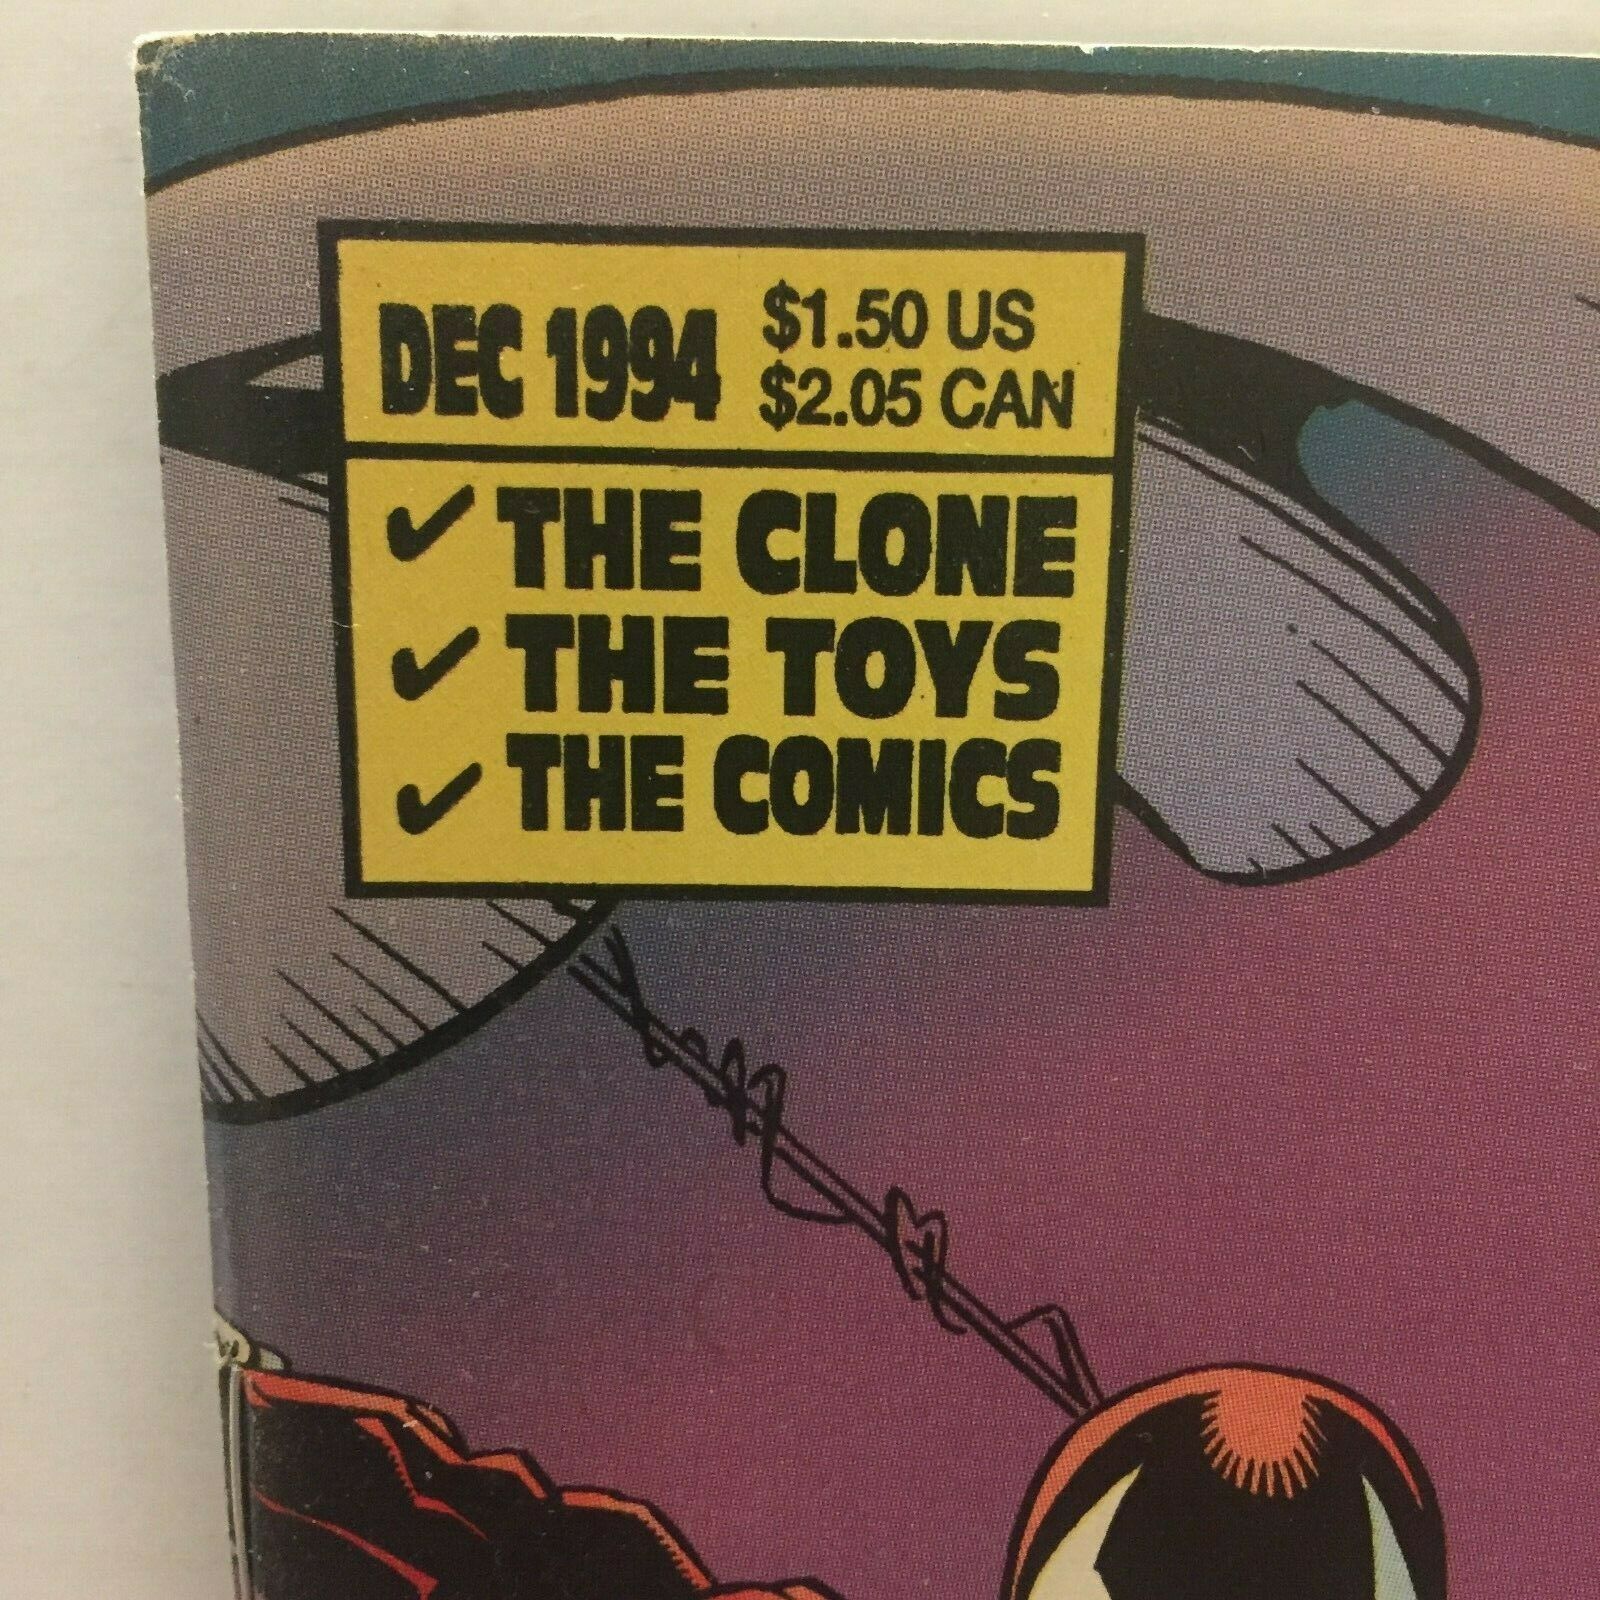 DEC 1994
$1.50 US
$2.05 CAN
✓ THE CLONE
✓ THE TOYS
✓ THE COMICS